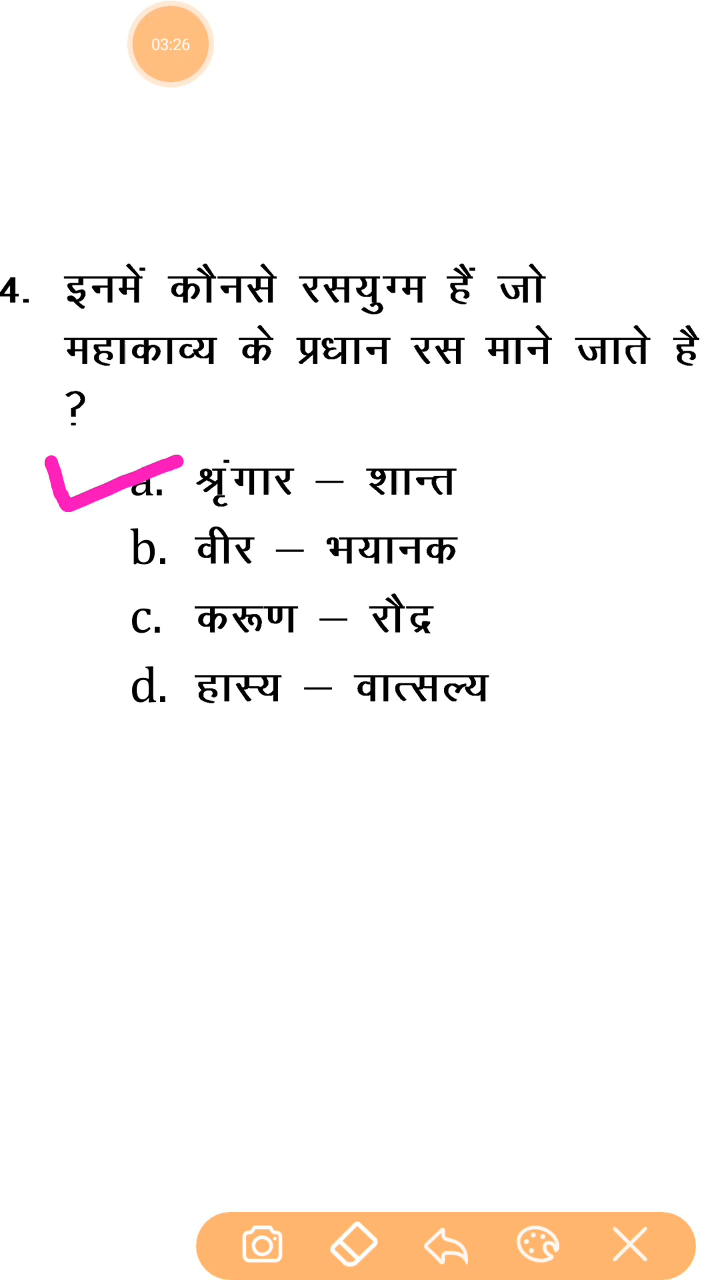 03:26
4. इनमें कौनसे रसयुग्म हैं जो
महाकाव्य के प्रधान रस माने जाते है
?
a. श्रृंगार – शान्त
b. वीर – भयानक
c. करूण – रौद्र
d. हास्य – वात्सल्य